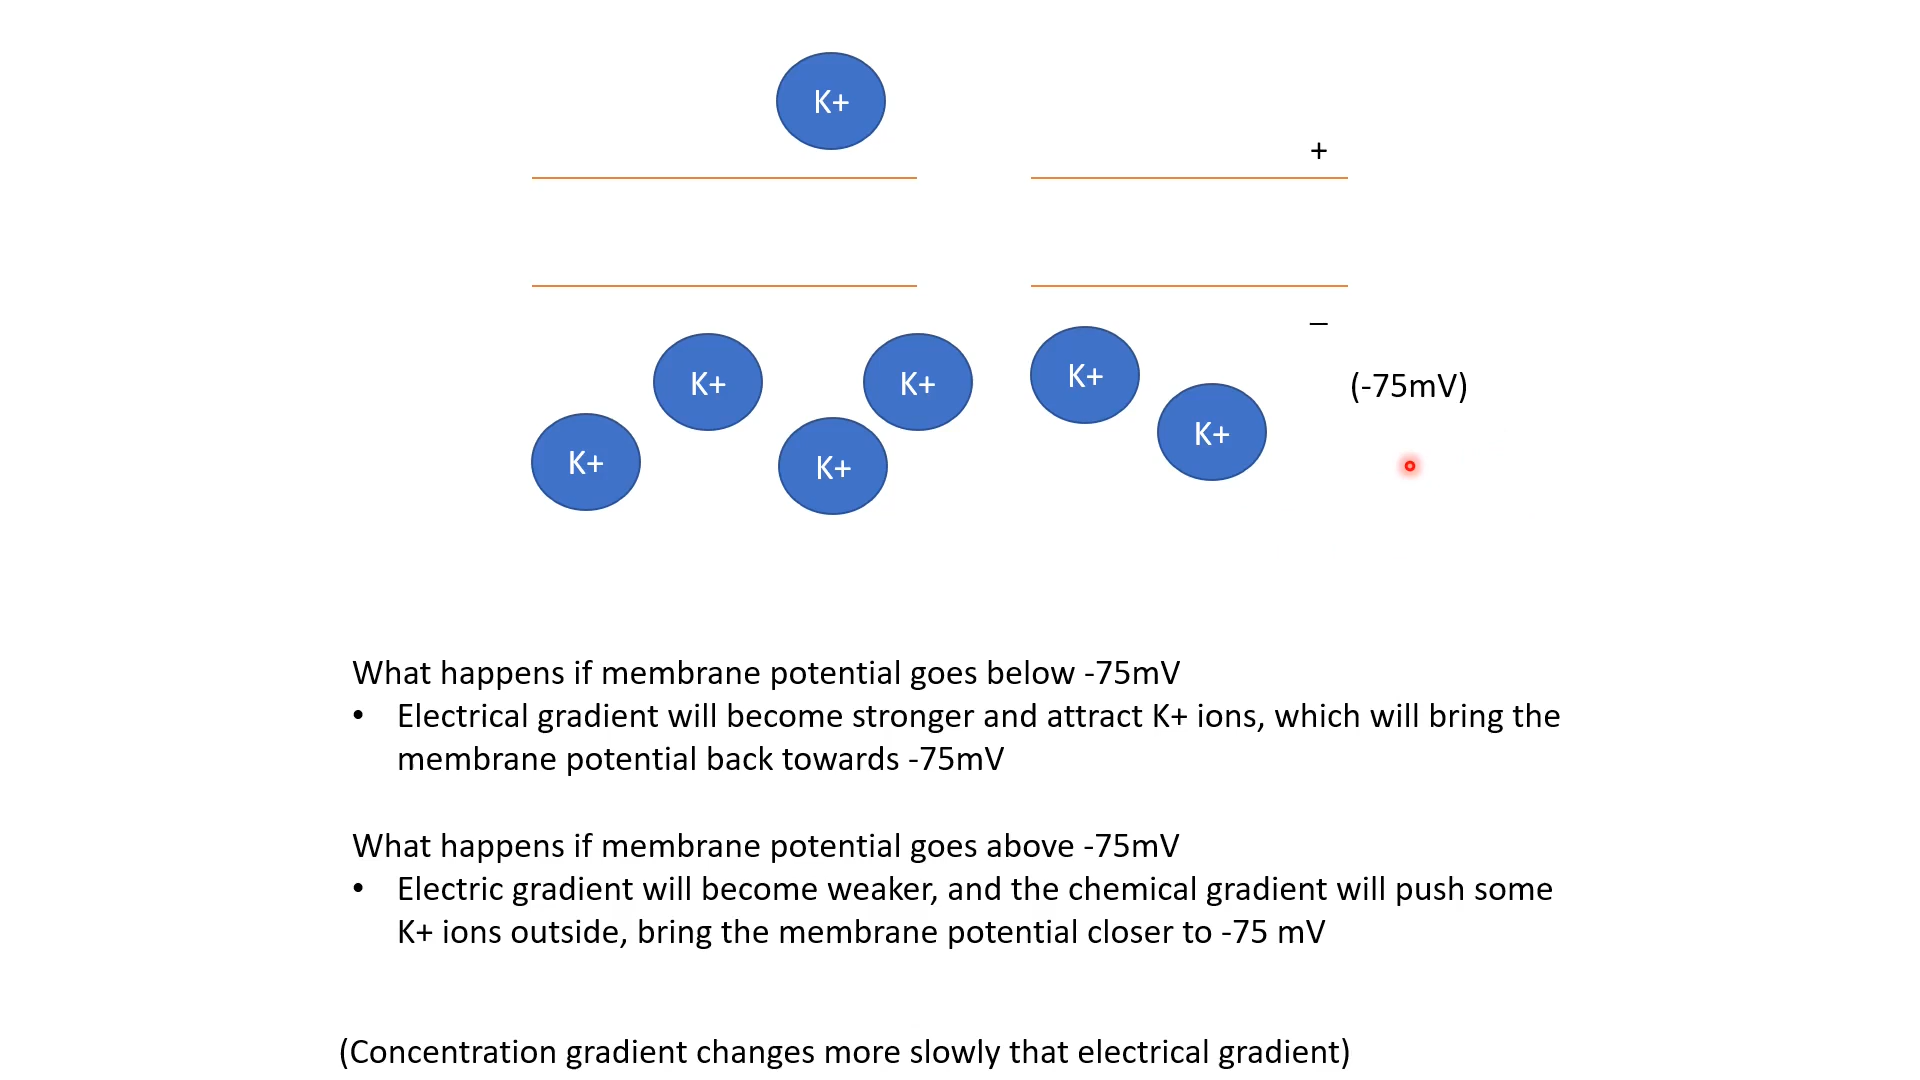 K+
+
–
K+
K+
K+
K+
K+
K+
(-75mV)
What happens if membrane potential goes below -75mV
• Electrical gradient will become stronger and attract K+ ions, which will bring the
membrane potential back towards -75mV
What happens if membrane potential goes above -75mV
• Electric gradient will become weaker, and the chemical gradient will push some
K+ ions outside, bring the membrane potential closer to -75 mV
(Concentration gradient changes more slowly that electrical gradient)